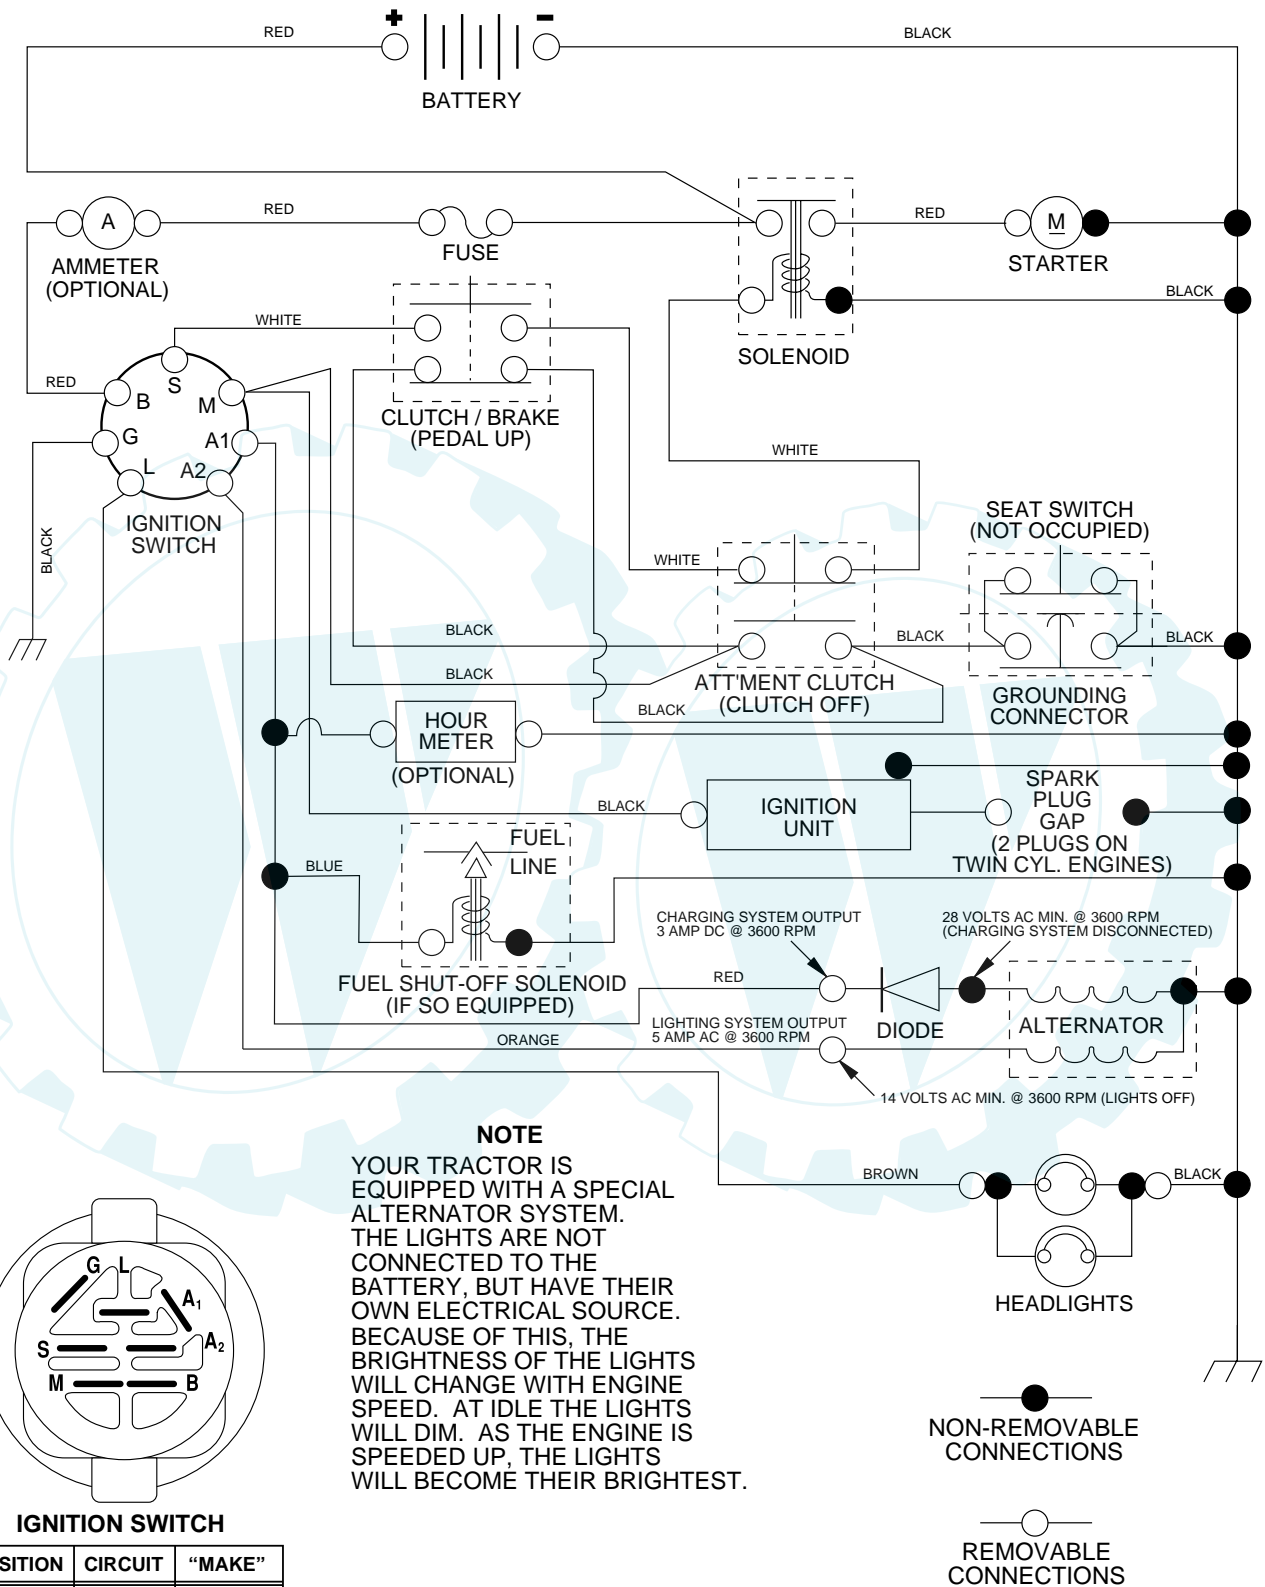 +
-
RED
BLACK
BATTERY
A
RED
FUSE
RED
M
STARTER
AMMETER
(OPTIONAL)
BLACK
WHITE
SOLENOID
RED
S
B
M
G
A1
L
A2
CLUTCH / BRAKE
(PEDAL UP)
WHITE
IGNITION
SWITCH
BLACK
SEAT SWITCH
(NOT OCCUPIED)
WHITE
BLACK
BLACK
BLACK
BLACK
ATT'MENT CLUTCH
(CLUTCH OFF)
BLACK
GROUNDING
CONNECTOR
HOUR
METER
(OPTIONAL)
BLACK
IGNITION
UNIT
SPARK
PLUG
GAP
(2 PLUGS ON
TWIN CYL. ENGINES)
FUEL
LINE
BLUE
CHARGING SYSTEM OUTPUT
3 AMP DC @ 3600 RPM
28 VOLTS AC MIN. @ 3600 RPM
(CHARGING SYSTEM DISCONNECTED)
FUEL SHUT-OFF SOLENOID
(IF SO EQUIPPED)
RED
DIODE
ALTERNATOR
LIGHTING SYSTEM OUTPUT
5 AMP AC @ 3600 RPM
ORANGE
14 VOLTS AC MIN. @ 3600 RPM (LIGHTS OFF)
NOTE
YOUR TRACTOR IS
EQUIPPED WITH A SPECIAL
ALTERNATOR SYSTEM.
THE LIGHTS ARE NOT
CONNECTED TO THE
BATTERY, BUT HAVE THEIR
OWN ELECTRICAL SOURCE.
BECAUSE OF THIS, THE
BRIGHTNESS OF THE LIGHTS
WILL CHANGE WITH ENGINE
SPEED. AT IDLE THE LIGHTS
WILL DIM. AS THE ENGINE IS
SPEEDED UP, THE LIGHTS
WILL BECOME THEIR BRIGHTEST.
BROWN
BLACK
HEADLIGHTS
G
L
A1
A2
S
M
B
IGNITION SWITCH
SITION CIRCUIT “MAKE”
NON-REMOVABLE
CONNECTIONS
REMOVABLE
CONNECTIONS